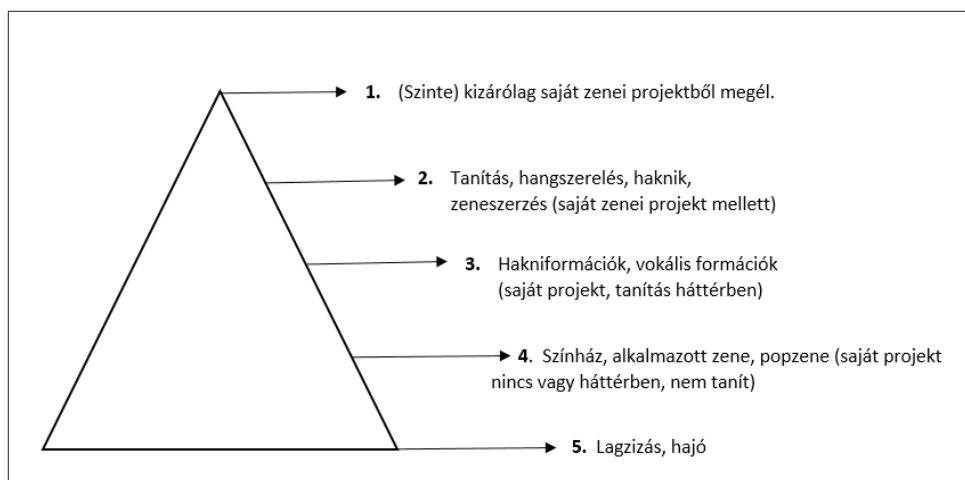 1. (Szinte) kizárólag saját zenei projektből megél.
2. Tanítás, hangszerelés, haknik,
zeneszerzés (saját zenei projekt mellett)
3. Hakniformációk, vokális formációk
(saját projekt, tanítás háttérben)
4. Színház, alkalmazott zene, popzene (saját projekt
nincs vagy háttérben, nem tanít)
5. Lagzizás, hajó